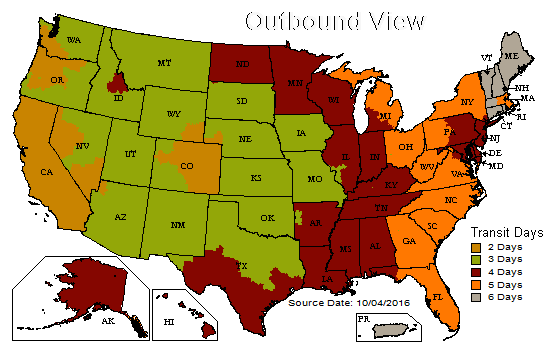 Outbound View
WA
MT
ND
MN
VT
ME
OR
ID
WI
NY
NH
MA
SD
MI
RI
WY
CT
IA
PA
NJ
NE
OH
NV
UT
IL
IN
DE
CO
WV
MD
CA
KS
MO
VA
KY
NC
TN
AZ
NM
OK
AR
SC
MS
AL
GA
TX
LA
FL
AK
HI
PR
Transit Days
2 Days
3 Days
4 Days
5 Days
6 Days
Source Date: 10/04/2016